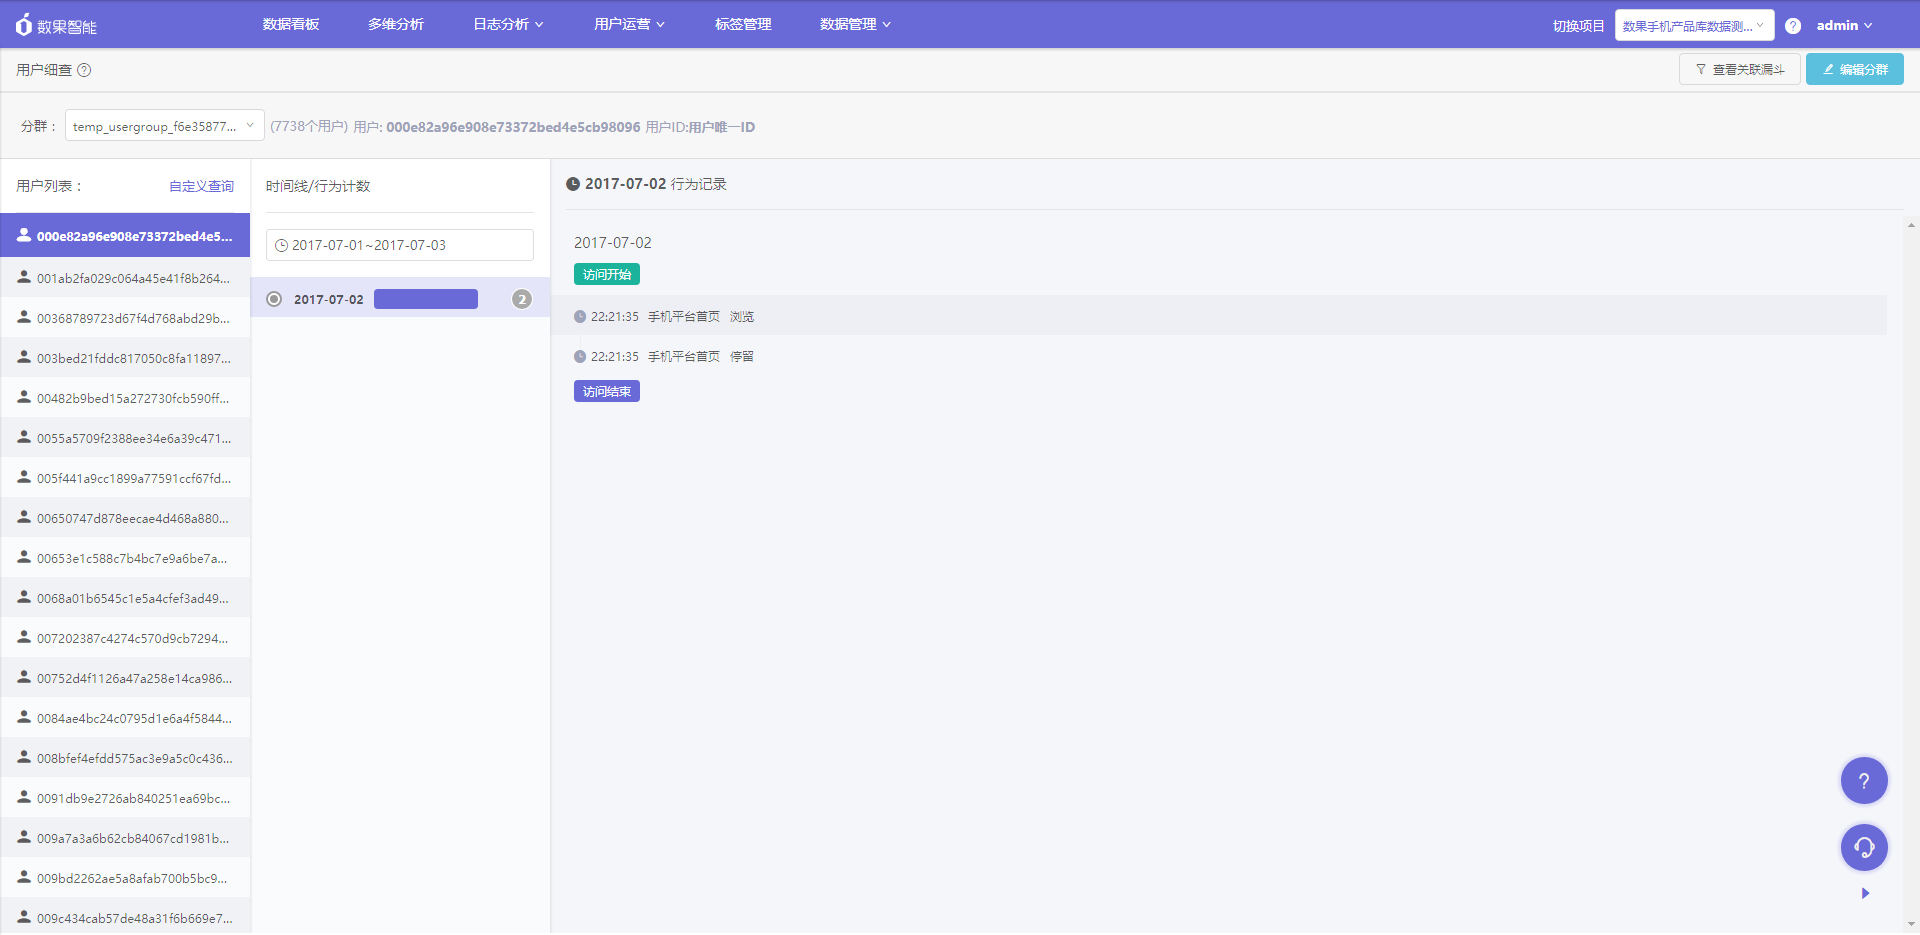 数果智能
数据看板
多维分析
日志分析
用户运营
标签管理
数据管理
切换项目
数果手机产品库数据测...
?
admin
用户细查 ?
查看关联漏斗
编辑分群
分群：
temp_usergroup_f6e35877...
(7738个用户) 用户: 000e82a96e908e73372bed4e5cb98096 用户ID:用户唯一ID
用户列表：
自定义查询
000e82a96e908e73372bed4e5...
001ab2fa029c064a45e41f8b264...
00368789723d67f4d768abd29b...
003bed21fddc817050c8fa11897...
00482b9bed15a272730fcb590ff...
0055a5709f2388ee34e6a39c471...
005f441a9cc1899a77591ccf67fd...
00650747d878eecae4d468a880...
00653e1c588c7b4bc7e9a6be7a...
0068a01b6545c1e5a4cfef3ad49...
007202387c4274c570d9cb7294...
00752d4f1126a47a258e14ca986...
0084ae4bc24c0795d1e6a4f5844...
008bfef4efdd575ac3e9a5c0c436...
0091db9e2726ab840251ea69bc...
009a7a3a6b62cb84067cd1981b...
009bd2262ae5a8afab700b5bc9...
009c434cab57de48a31f6b669e7...
时间线/行为计数
2017-07-01~2017-07-03
2017-07-02
2
2017-07-02 行为记录
2017-07-02
访问开始
22:21:35 手机平台首页 浏览
22:21:35 手机平台首页 停留
访问结束
?